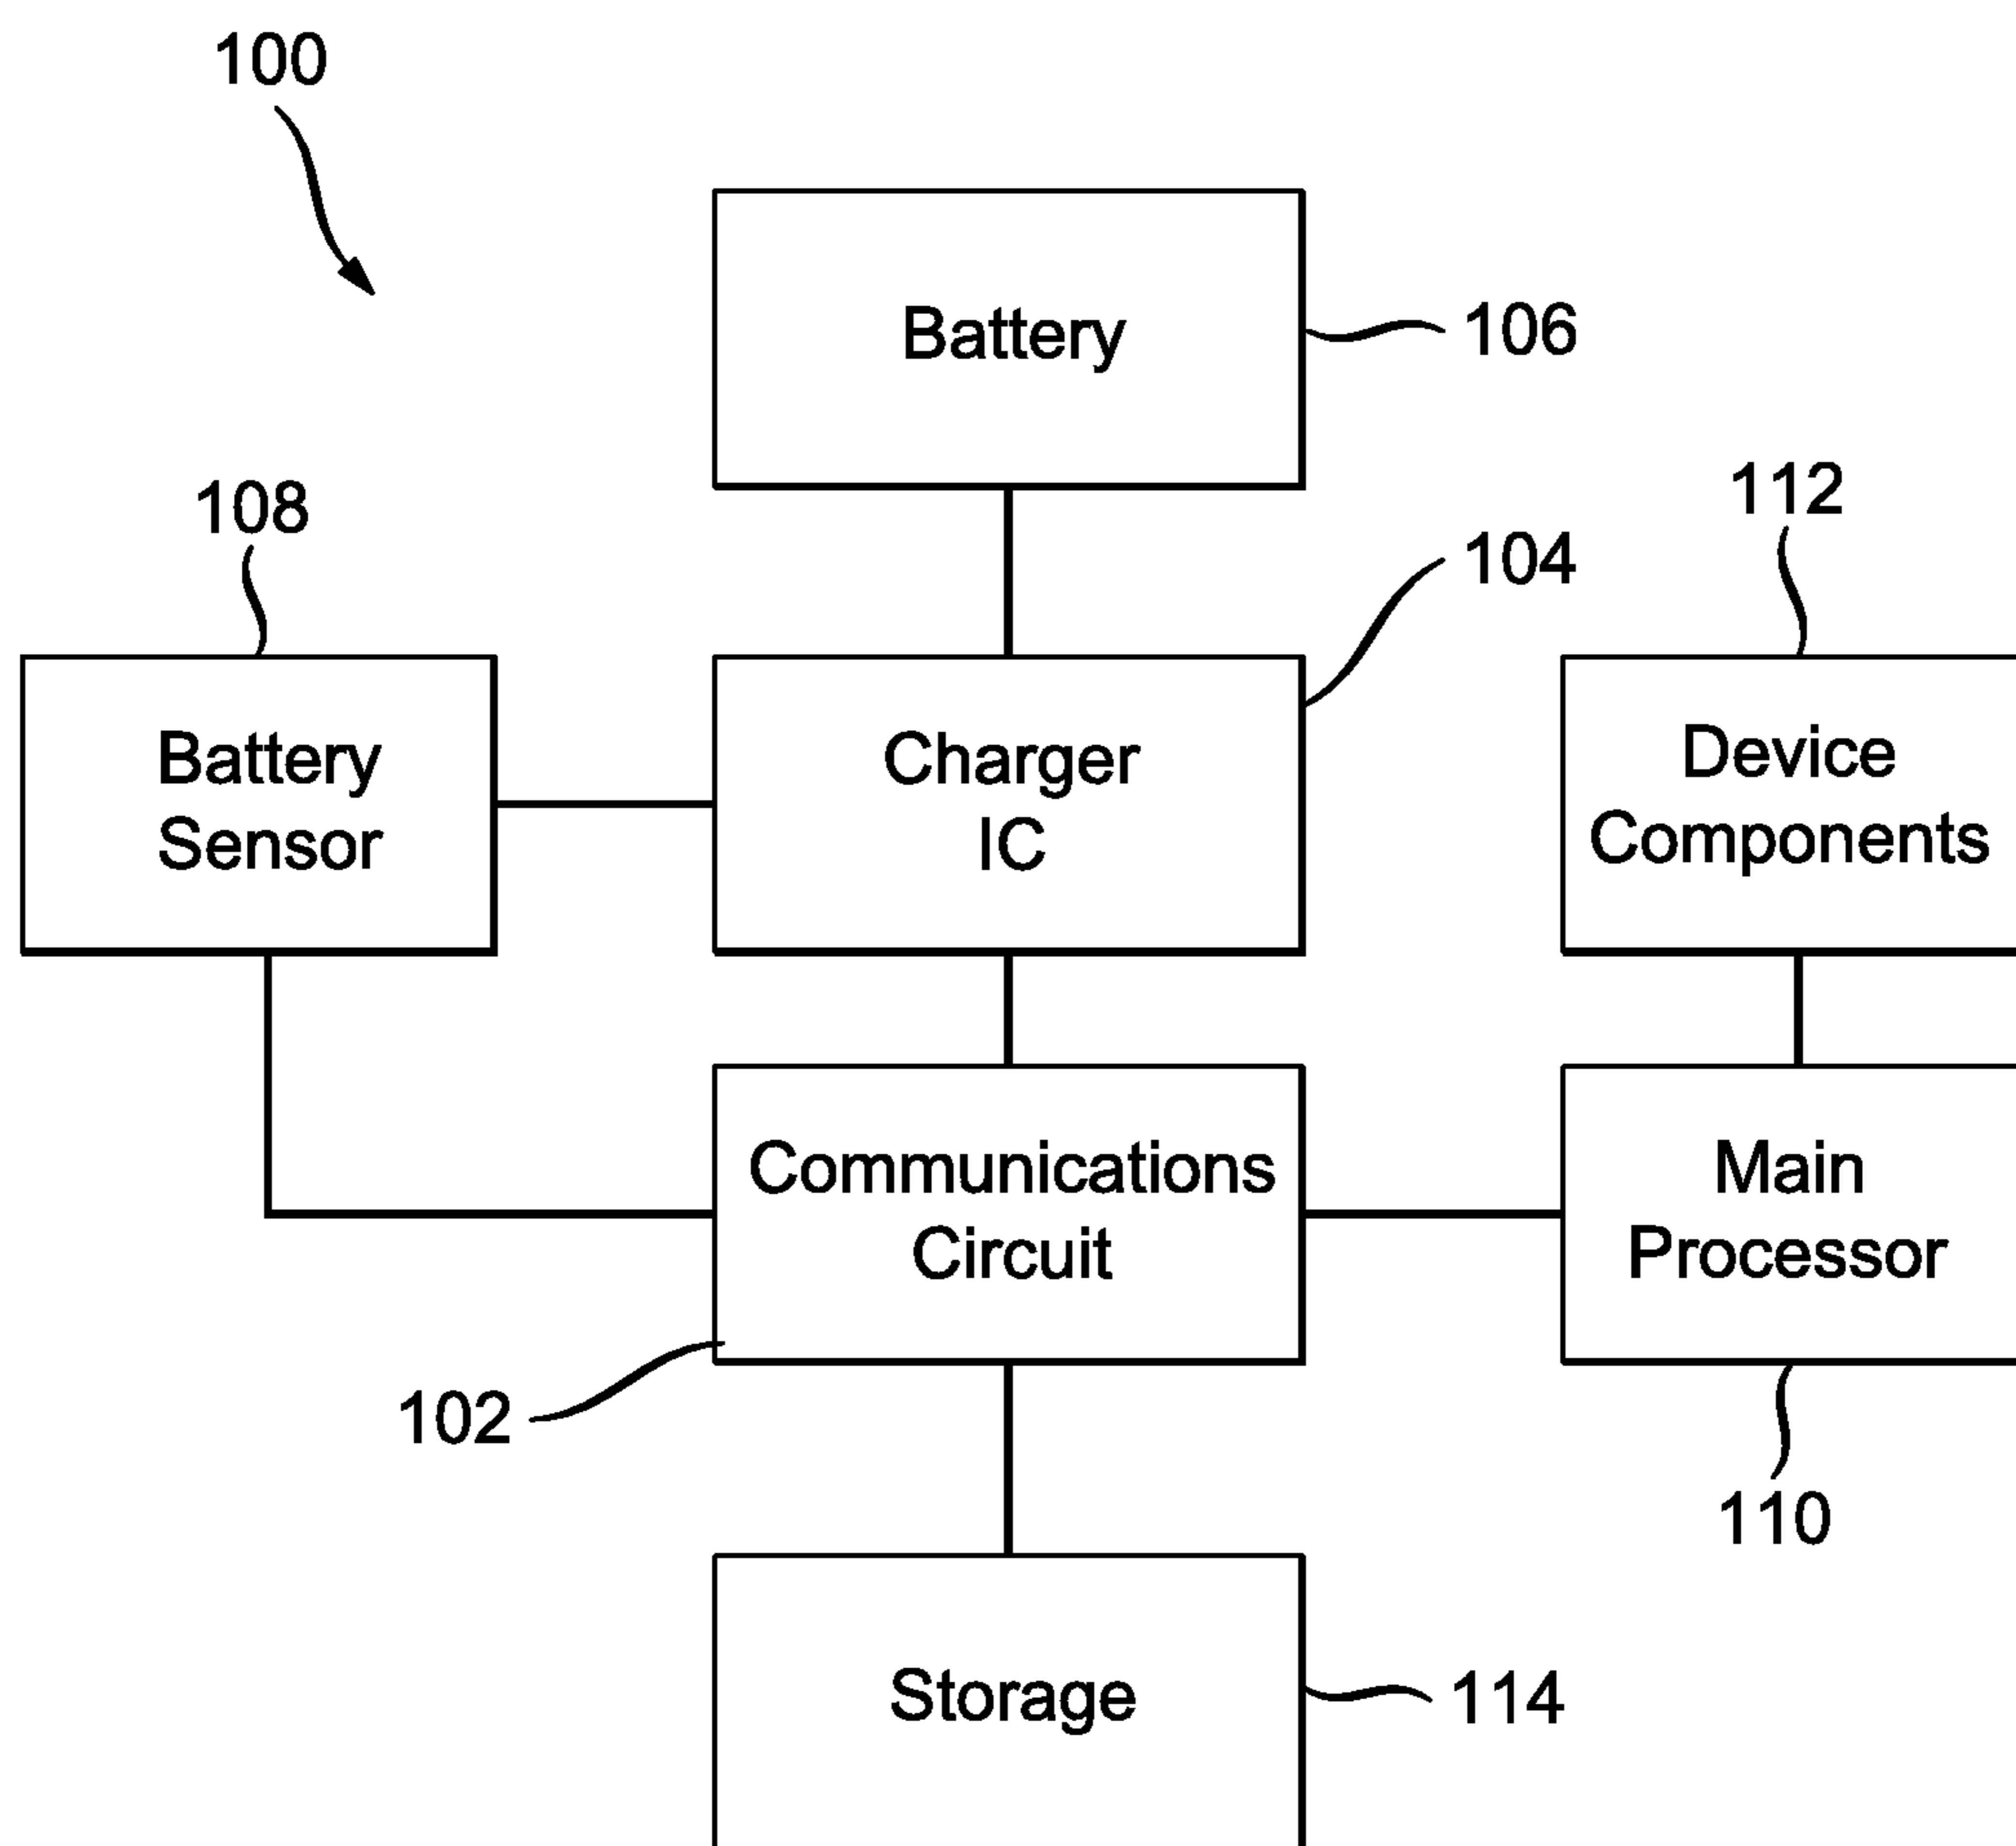 100
Battery
106
108
112
104
Battery
Sensor
Charger
IC
Device
Components
Communications
Circuit
Main
Processor
102
110
Storage
114